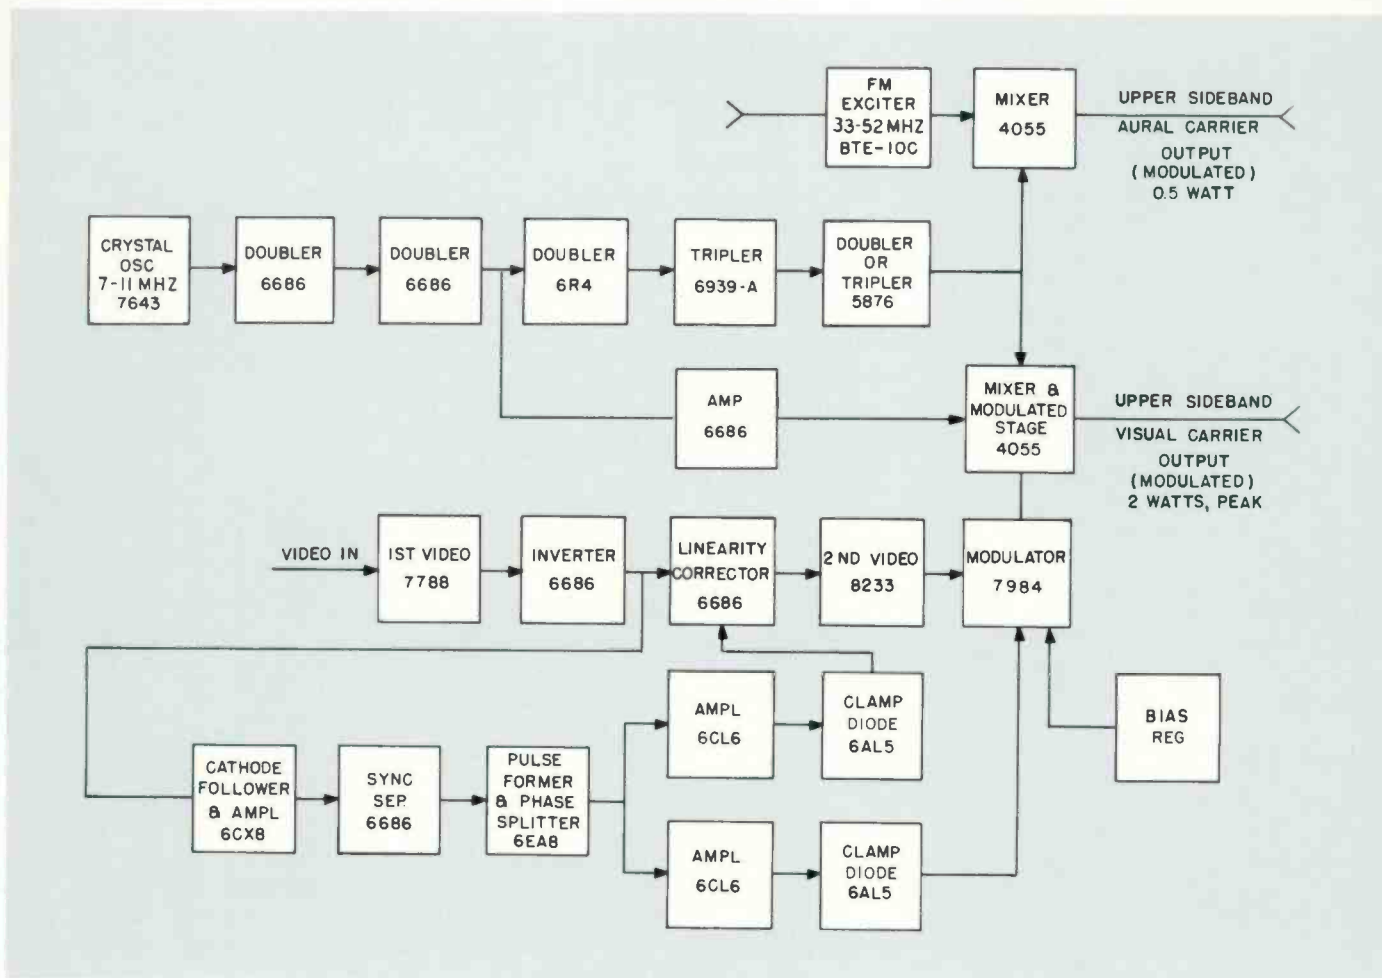 FM
EXCITER
33-52 MHZ
BTE-10C
MIXER
4055
UPPER SIDEBAND
AURAL CARRIER
OUTPUT
(MODULATED)
0.5 WATT
CRYSTAL
OSC
7-11 MHZ
7643
DOUBLER
6686
DOUBLER
6686
DOUBLER
6R4
TRIPLER
6939-A
DOUBLER
OR
TRIPLER
5876
AMP
6686
MIXER &
MODULATED
STAGE
4055
UPPER SIDEBAND
VISUAL CARRIER
OUTPUT
(MODULATED)
2 WATTS, PEAK
VIDEO IN
1ST VIDEO
7788
INVERTER
6686
LINEARITY
CORRECTOR
6686
2ND VIDEO
8233
MODULATOR
7984
AMPL
6CL6
CLAMP
DIODE
6AL5
BIAS
REG
CATHODE
FOLLOWER
& AMPL
6CX8
SYNC
SEP.
6686
PULSE
FORMER
& PHASE
SPLITTER
6EA8
AMPL
6CL6
CLAMP
DIODE
6AL5